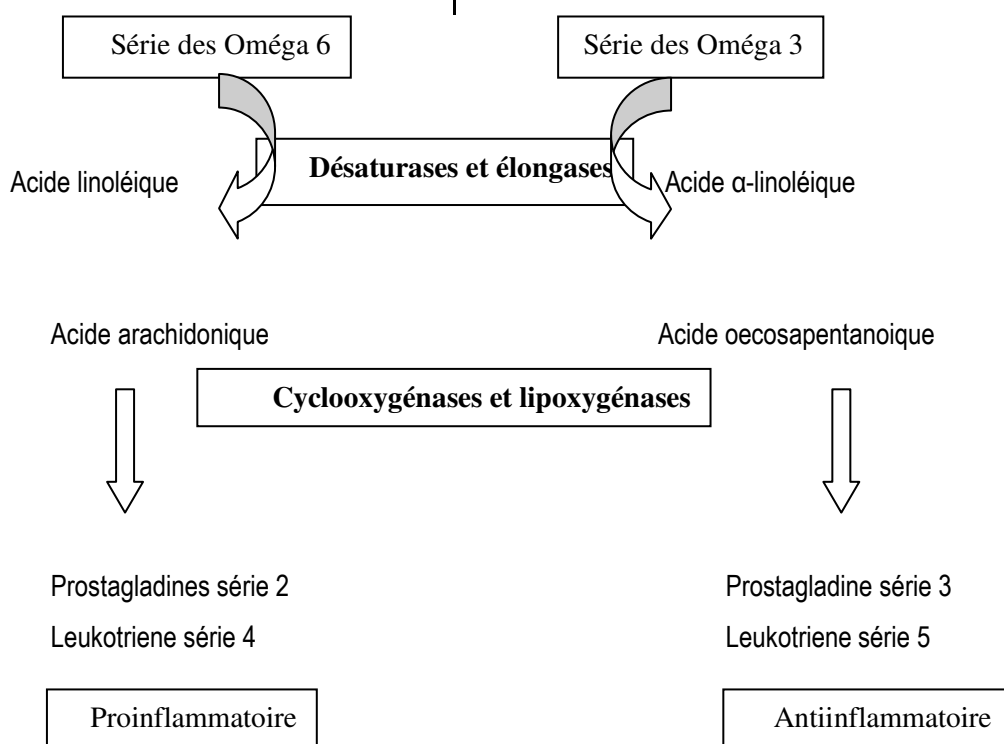 Série des Oméga 6
Série des Oméga 3
Désaturases et élongases
Acide linoléique
Acide α-linoléique
Acide arachidonique
Acide oecosapentanoique
Cyclooxygénases et lipoxygénases
Prostagladines série 2
Prostagladine série 3
Leukotriene série 4
Leukotriene série 5
Proinflammatoire
Antiinflammatoire